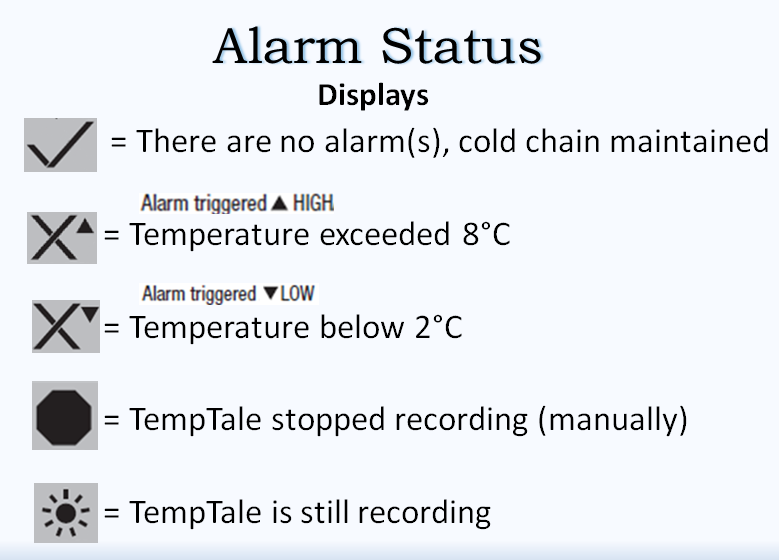 Alarm Status
Displays
= There are no alarm(s), cold chain maintained
Alarm triggered ▲ HIGH
= Temperature exceeded 8°C
Alarm triggered ▼LOW
= Temperature below 2°C
= TempTale stopped recording (manually)
= TempTale is still recording